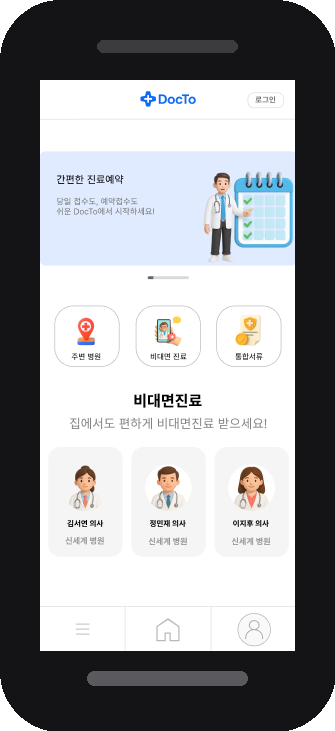 DocTo
로그인
간편한 진료예약
당일 접수도, 예약접수도
쉬운 DocTo에서 시작하세요!
주변 병원
비대면 진료
통합서류
비대면진료
집에서도 편하게 비대면진료 받으세요!
김서연 의사
정민재 의사
이지후 의사
신세계 병원
신세계 병원
신세계 병원